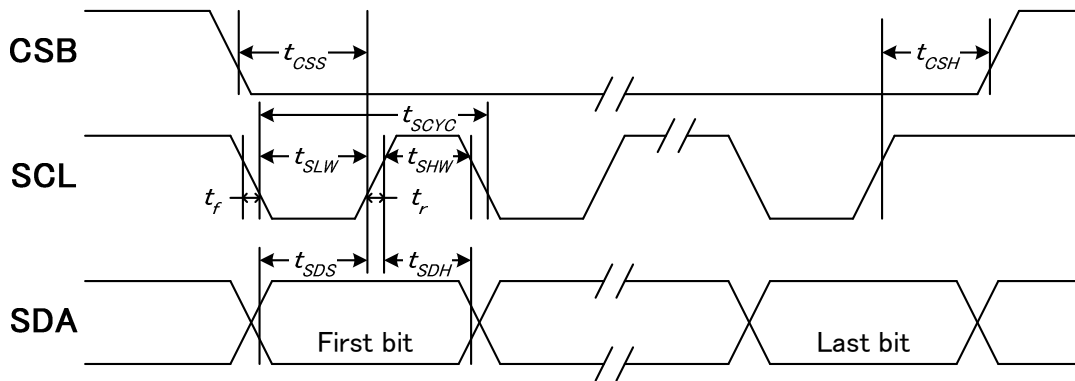 CSB
t_CSS
t_CSH
t_SCYC
SCL
t_SLW
t_SHW
t_f
t_r
t_SDS
t_SDH
SDA
First bit
Last bit